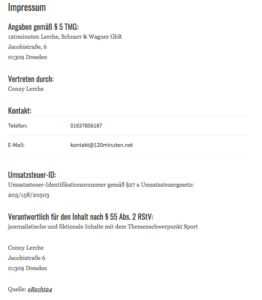 Impressum
Angaben gemäß § 5 TMG:
120minuten Lerche, Schnarr & Wagner GbR
Jacobistraße, 6
01309 Dresden
Vertreten durch:
Conny Lerche
Kontakt:
Telefon: 01637856187
E-Mail: kontakt@120minuten.net
Umsatzsteuer-ID:
Umsatzsteuer-Identifikationsnummer gemäß §27 a Umsatzsteuergesetz:
203/158/20503
Verantwortlich für den Inhalt nach § 55 Abs. 2 RStV:
journalistische und fiktionale Inhalte mit dem Themenschwerpunkt Sport
Conny Lerche
Jacobistraße 6
01309 Dresden
Quelle: eRecht24